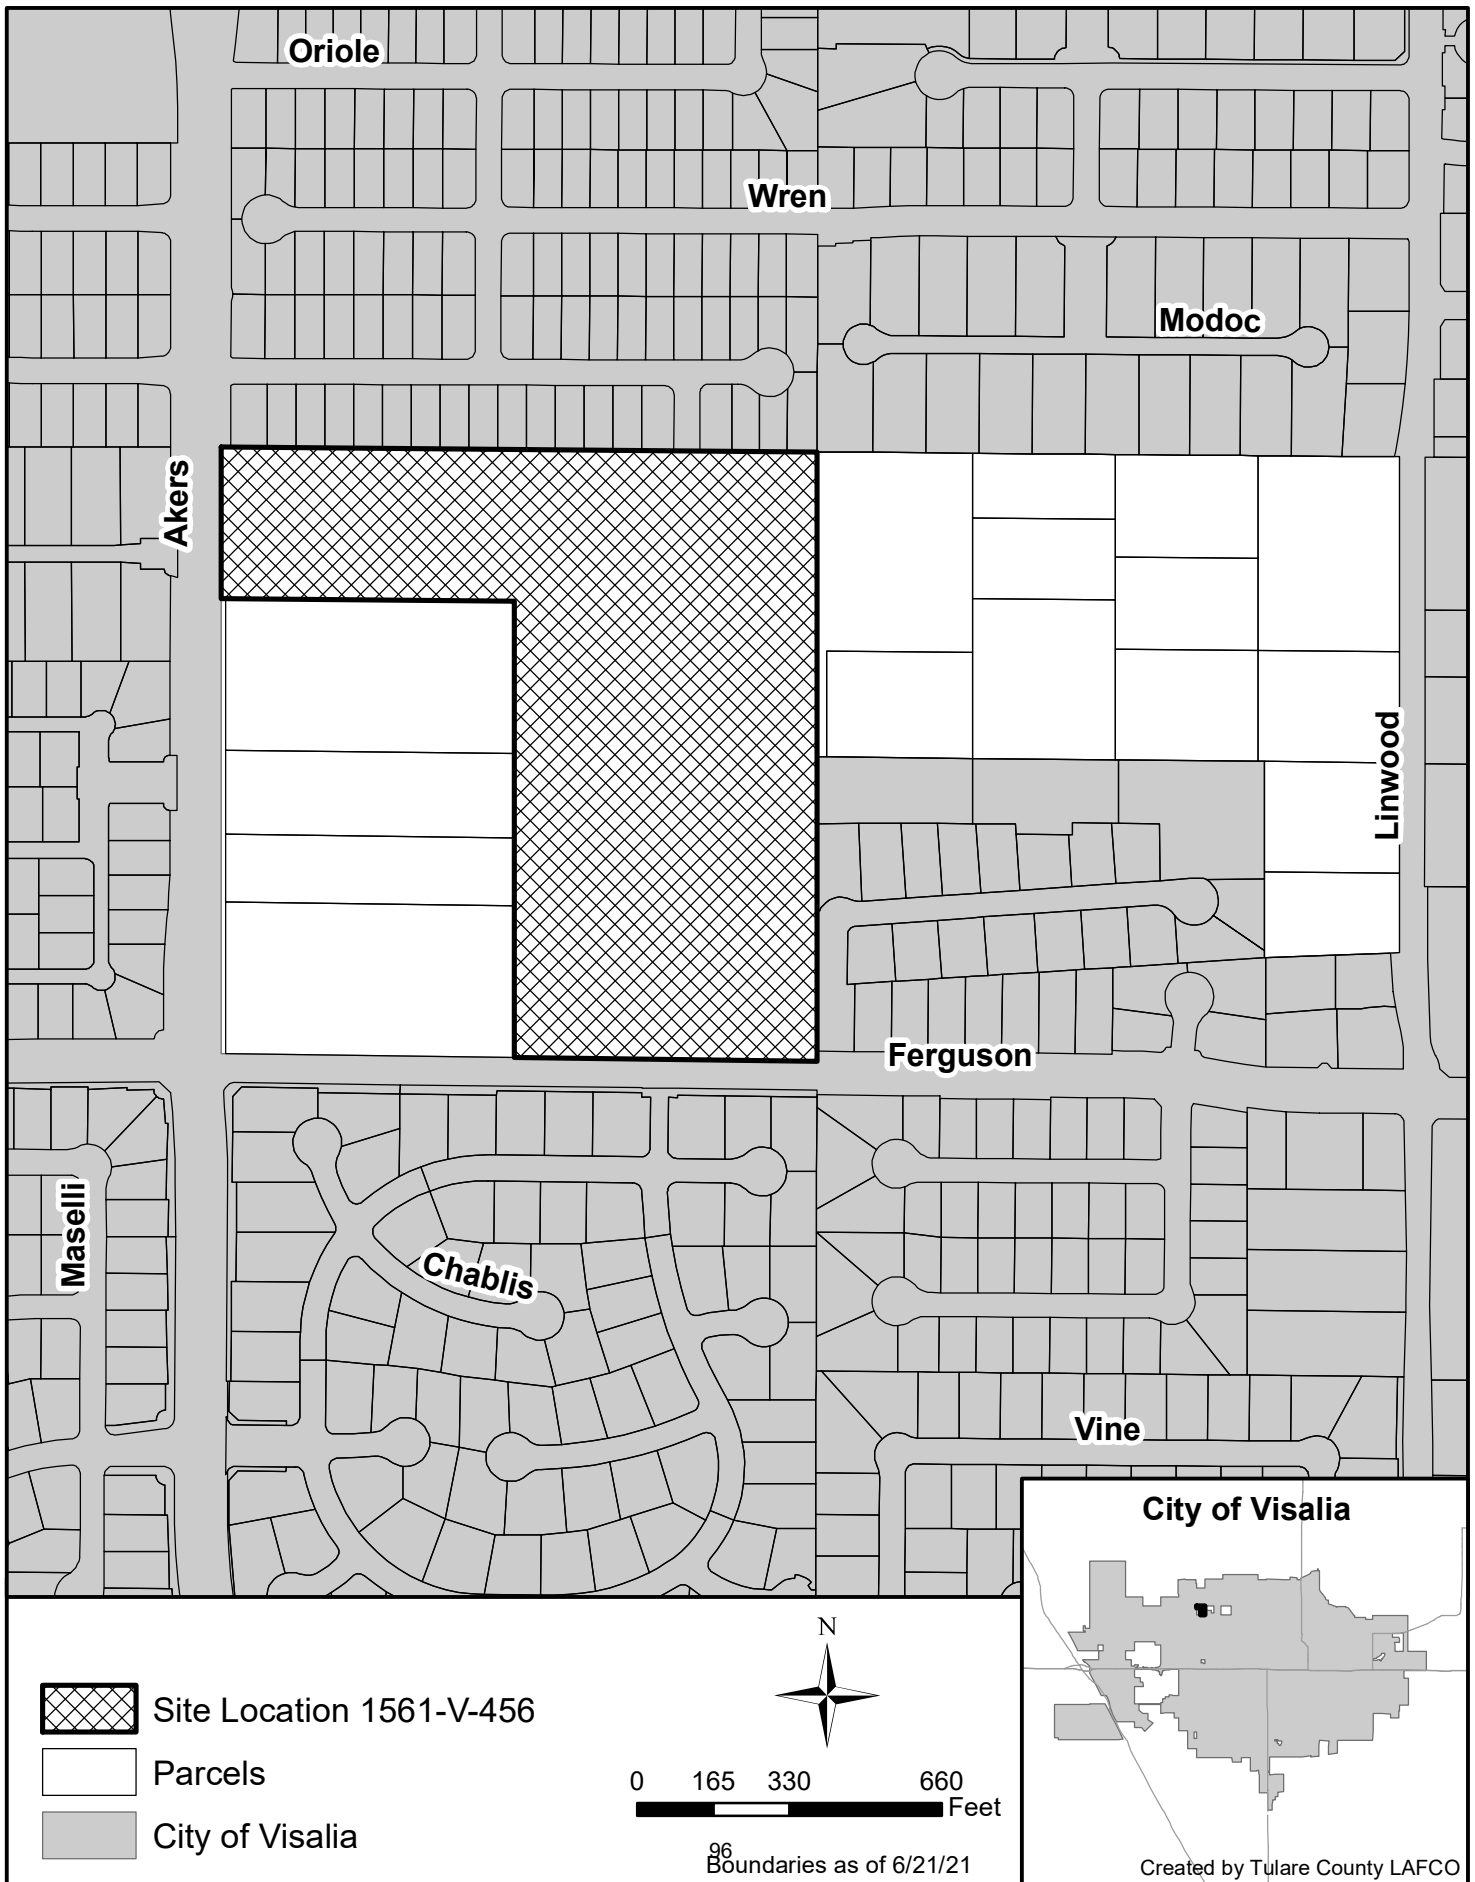 Oriole
Wren
Modoc
Akers
Linwood
Ferguson
Maselli
Chablis
Vine
City of Visalia
N
Site Location 1561-V-456
Parcels
City of Visalia
0 165 330 660
Feet
96
Boundaries as of 6/21/21
Created by Tulare County LAFCO